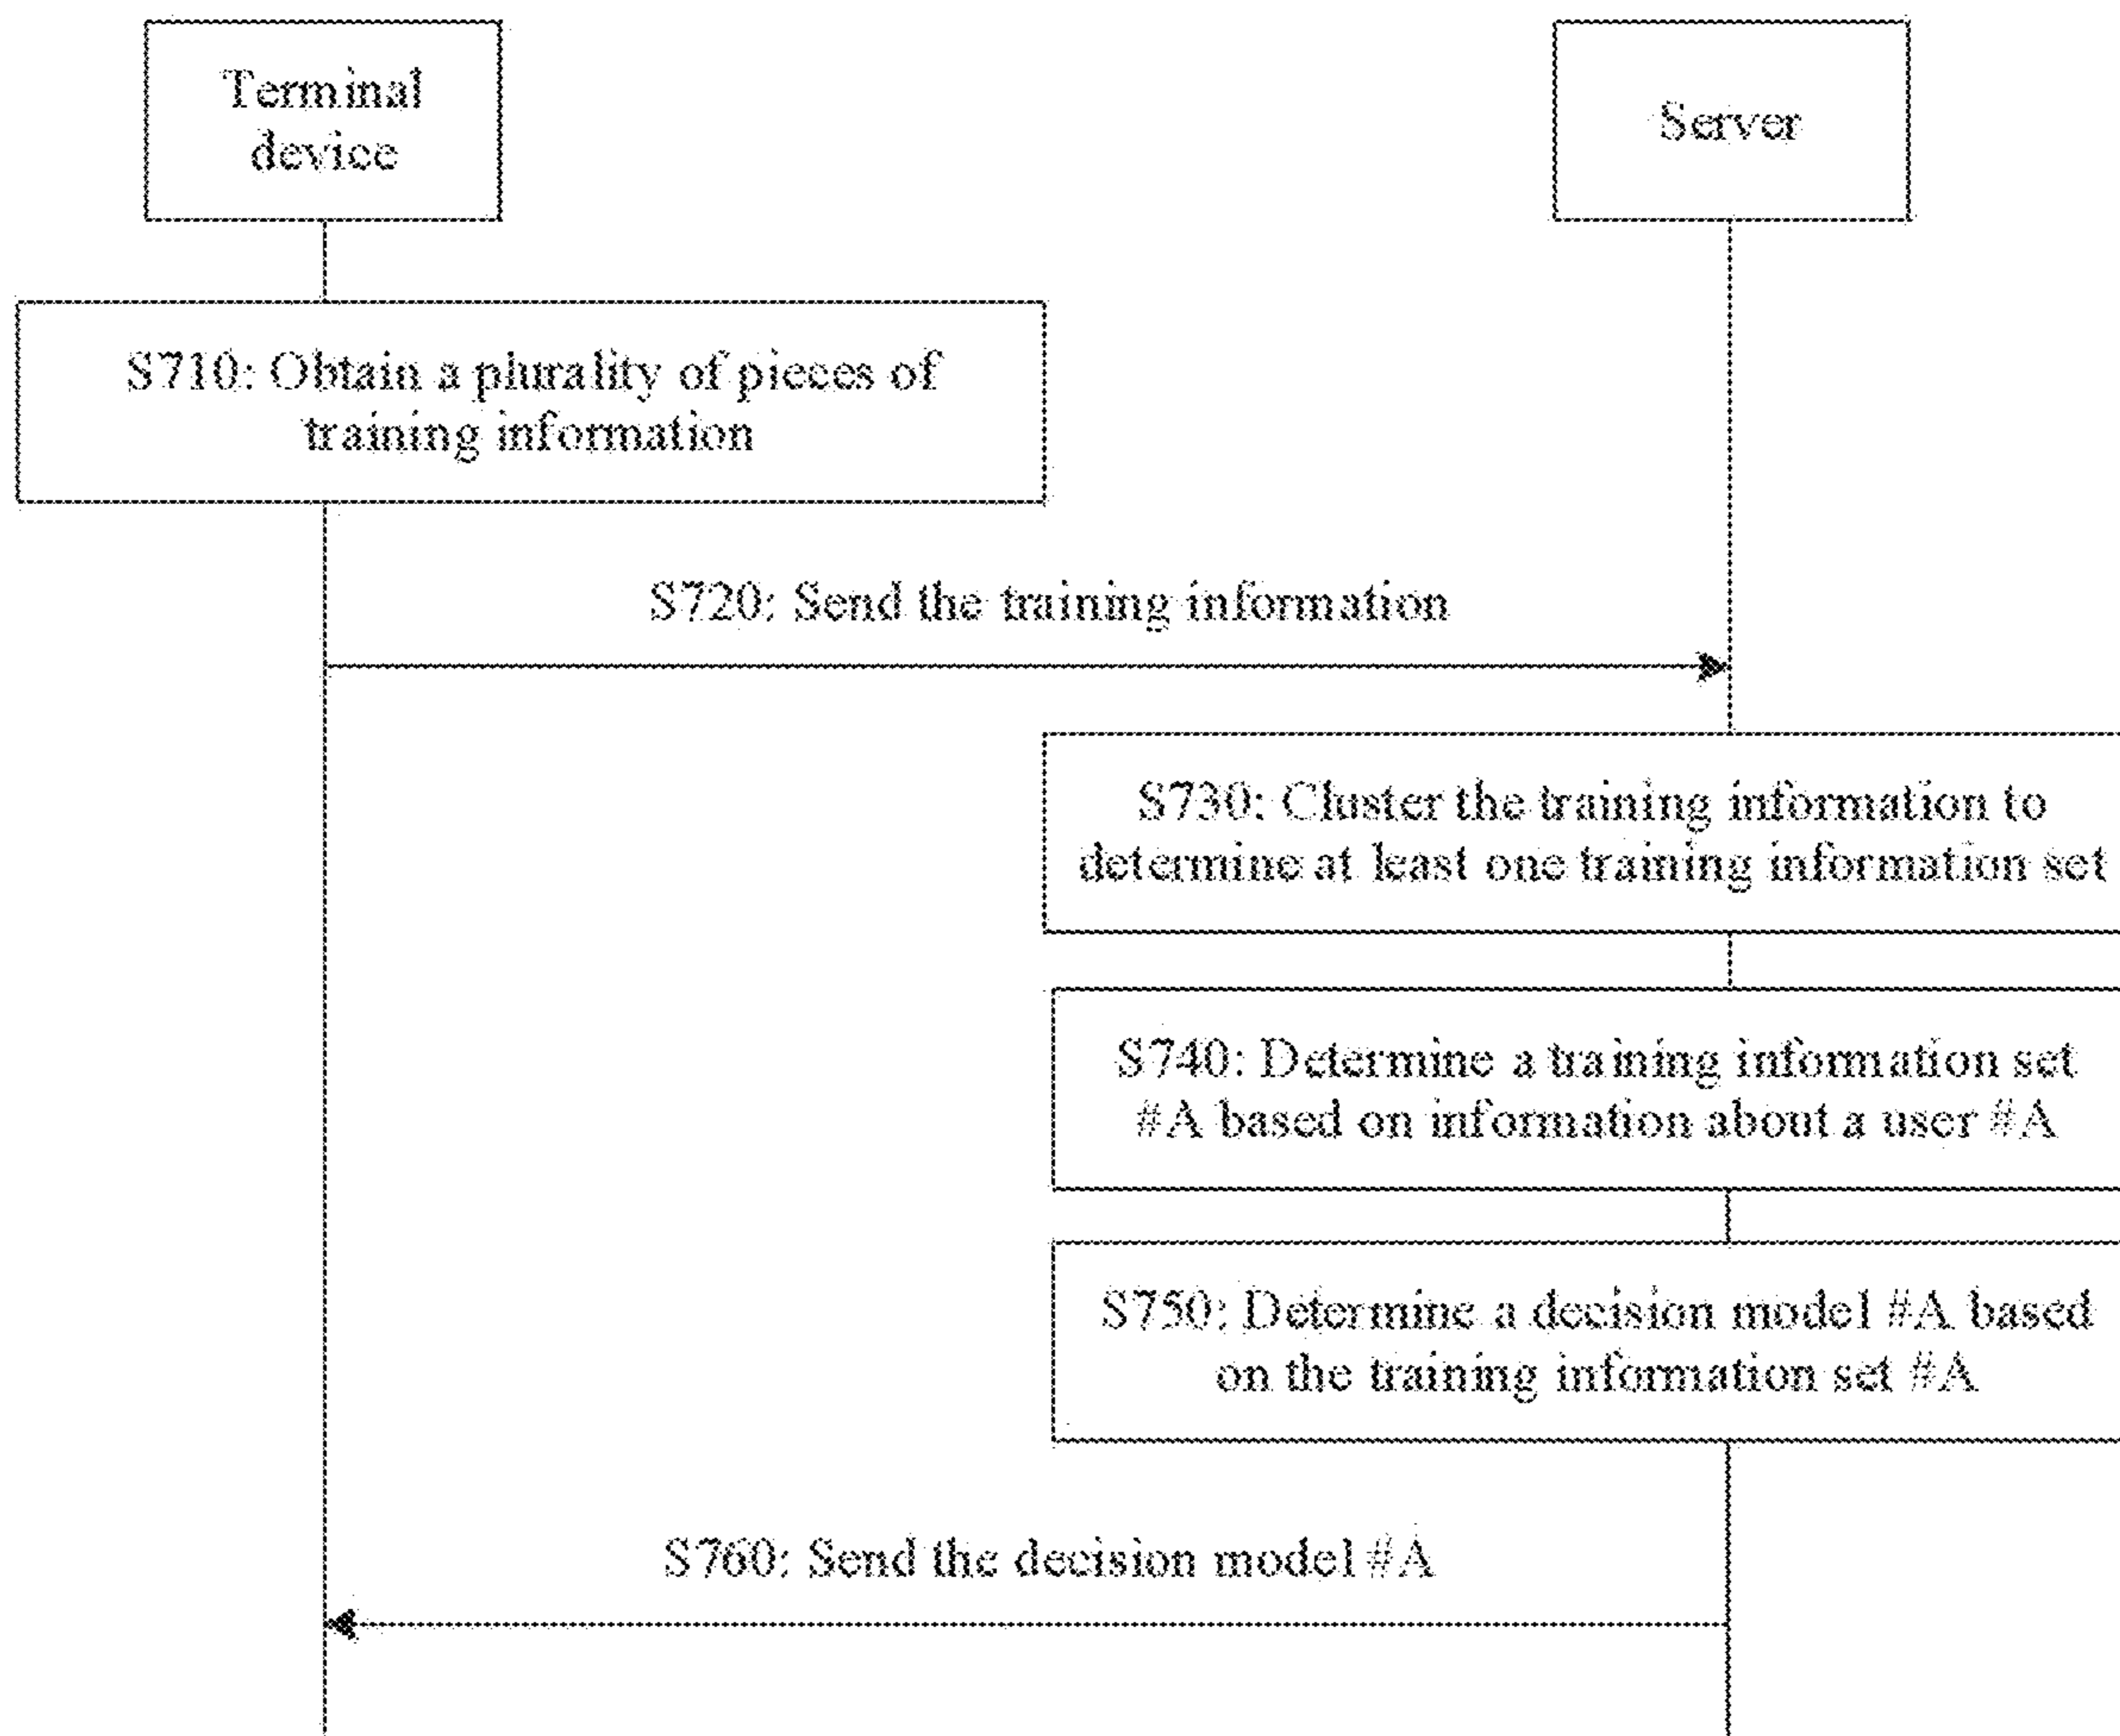 Terminal
device
Server
S710: Obtain a plurality of pieces of
training information
S720: Send the training information
S730: Cluster the training information to
determine at least one training information set
S740: Determine a training information set
#A based on information about a user #A
S750: Determine a decision model #A based
on the training information set #A
S760: Send the decision model #A